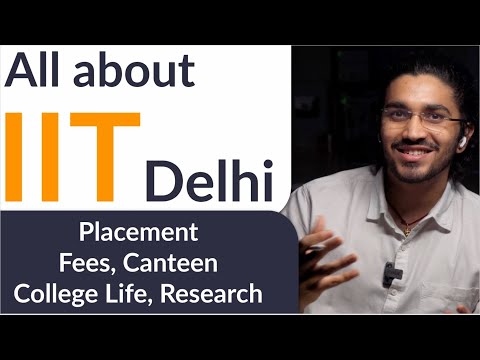 All about
IIT Delhi
Placement
Fees, Canteen
College Life, Research